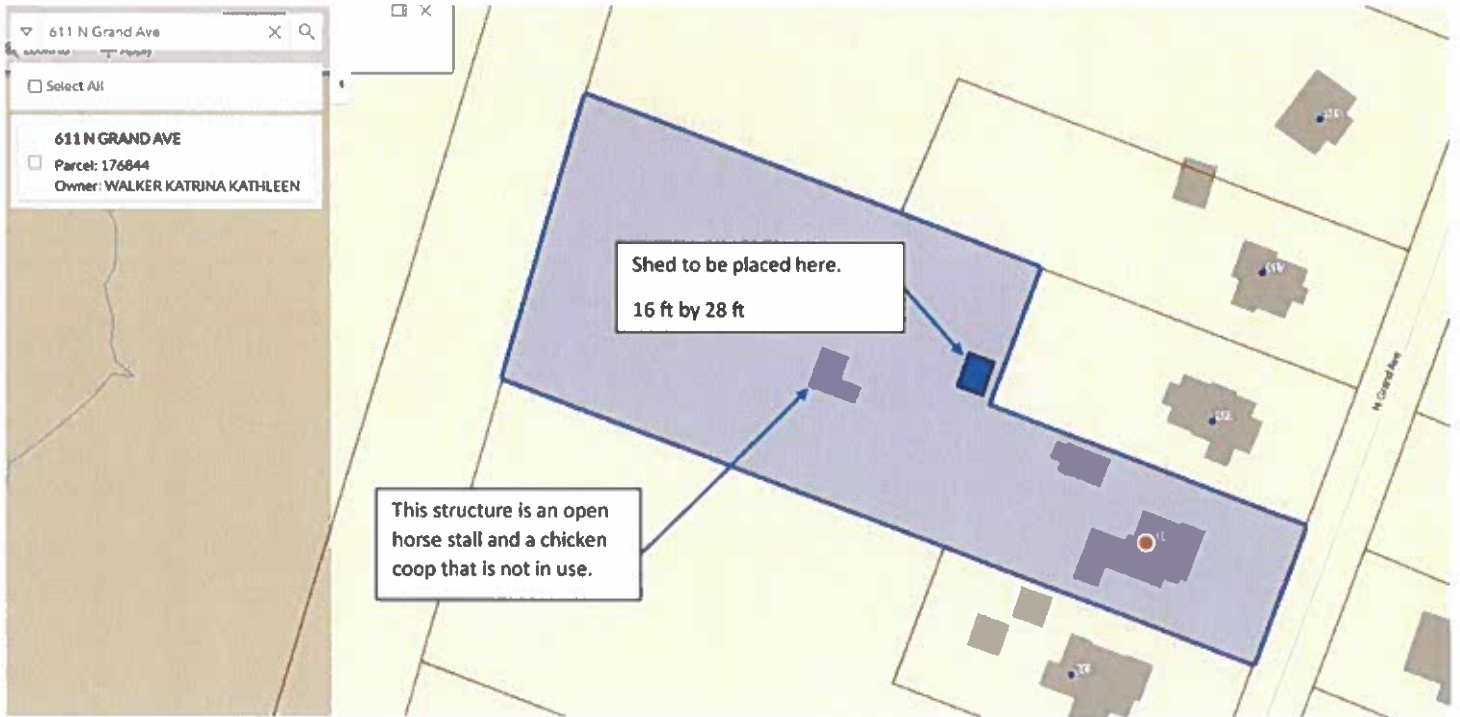 611 N Grand Ave
Select All
611 N GRAND AVE
Parcel: 176844
Owner: WALKER KATRINA KATHLEEN
Shed to be placed here.
16 ft by 28 ft
This structure is an open
horse stall and a chicken
coop that is not in use.
N Grand Ave